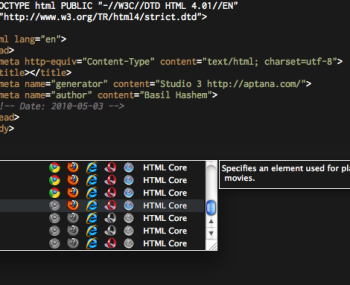 OCTYPE html PUBLIC "-//W3C//DTD HTML 4.01//EN"
"http://www.w3.org/TR/html4/strict.dtd">
ml lang="en">
ad>
meta http-equiv="Content-Type" content="text/html; charset=utf-8">
title></title>
meta name="generator" content="Studio 3 http://aptana.com/">
meta name="author" content="Basil Hashem">
!-- Date: 2010-05-03 -->
ead>
dy>
HTML Core
Specifies an element used for pla
HTML Core
movies.
HTML Core
HTML Core
HTML Core
HTML Core
HTML Core